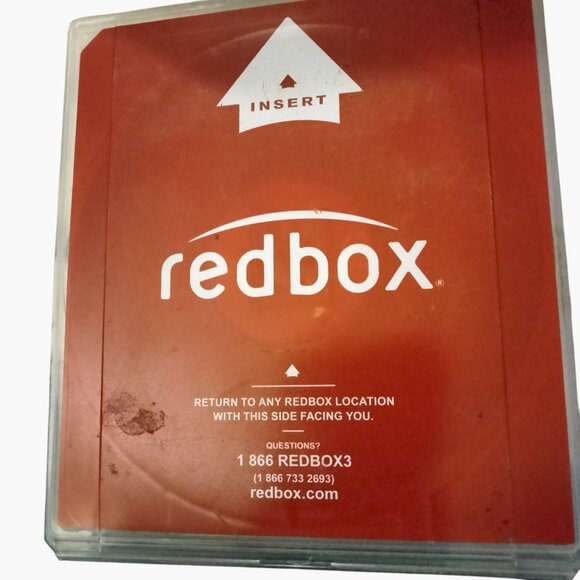 INSERT
redbox®
RETURN TO ANY REDBOX LOCATION
WITH THIS SIDE FACING YOU.
QUESTIONS?
1 866 REDBOX3
(1 866 733 2693)
redbox.com